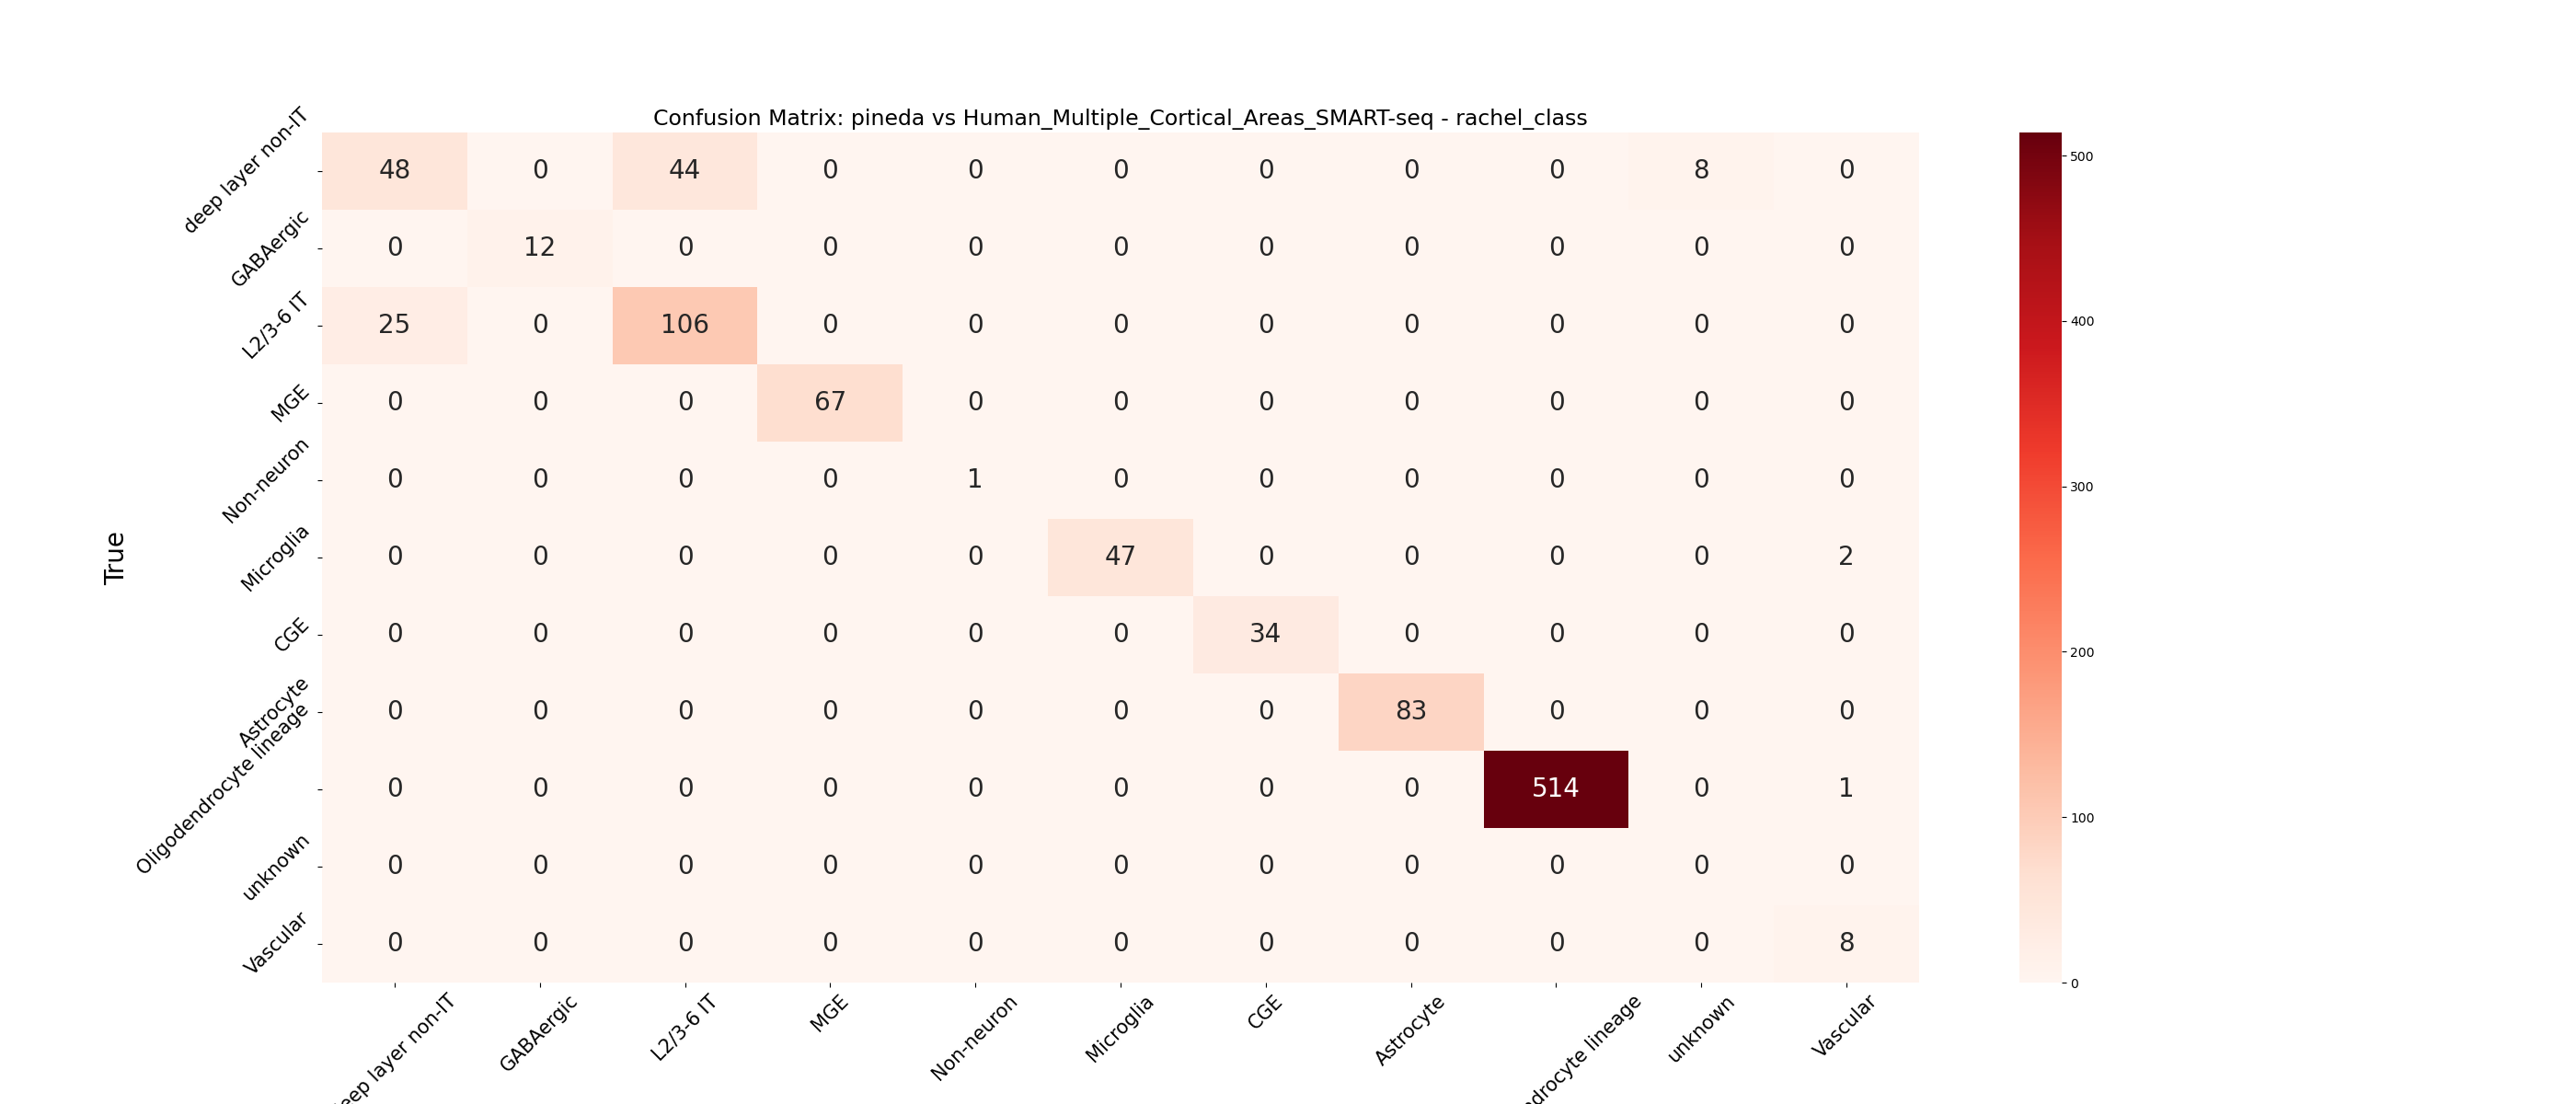 Confusion Matrix: pineda vs Human_Multiple_Cortical_Areas_SMART-seq - rachel_class
True
deep layer non-IT 48 0 44 0 0 0 0 0 0 8 0
GABAergic 0 12 0 0 0 0 0 0 0 0 0
L2/3-6 IT 25 0 106 0 0 0 0 0 0 0 0
MGE 0 0 0 67 0 0 0 0 0 0 0
Non-neuron 0 0 0 0 1 0 0 0 0 0 0
Microglia 0 0 0 0 0 47 0 0 0 0 2
CGE 0 0 0 0 0 0 34 0 0 0 0
Astrocyte 0 0 0 0 0 0 0 83 0 0 0
Oligodendrocyte lineage 0 0 0 0 0 0 0 0 514 0 1
unknown 0 0 0 0 0 0 0 0 0 0 0
Vascular 0 0 0 0 0 0 0 0 0 0 8
layer non-IT
GABAergic
L2/3-6 IT
MGE
Non-neuron
Microglia
CGE
Astrocyte
lineage
unknown
Vascular
500
400
300
200
100
0